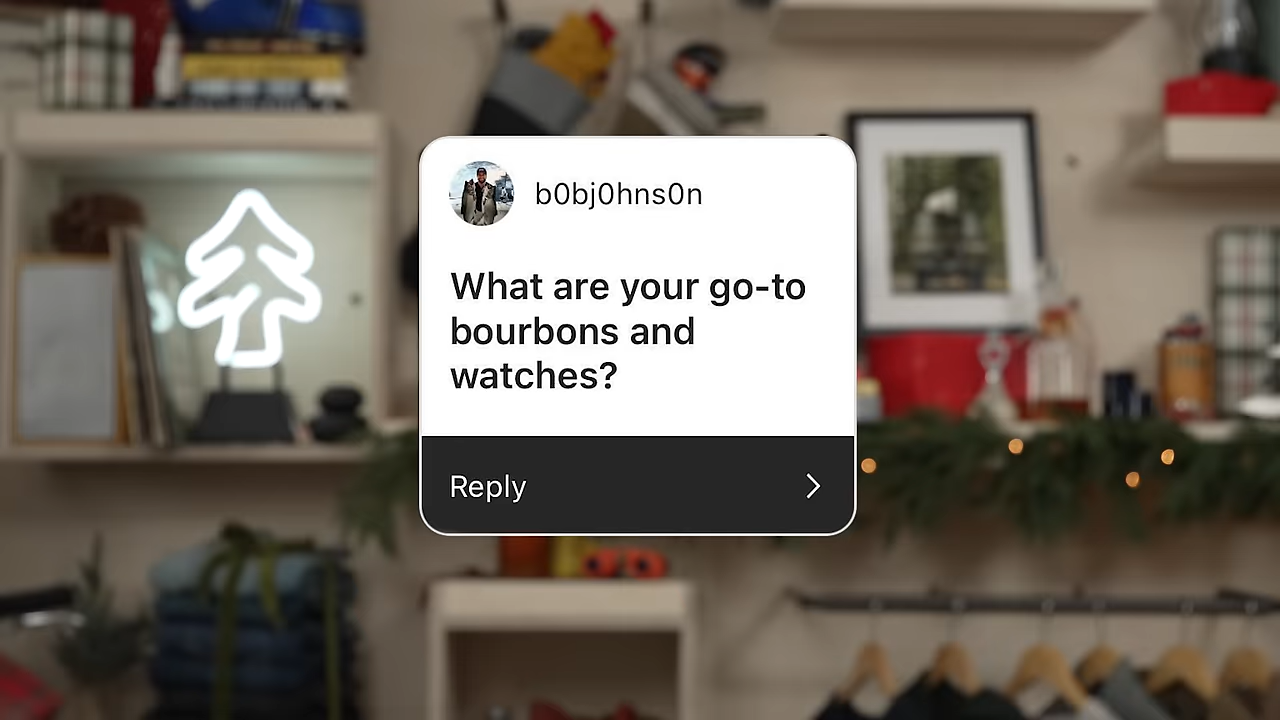 b0bj0hns0n
What are your go-to
bourbons and
watches?
Reply